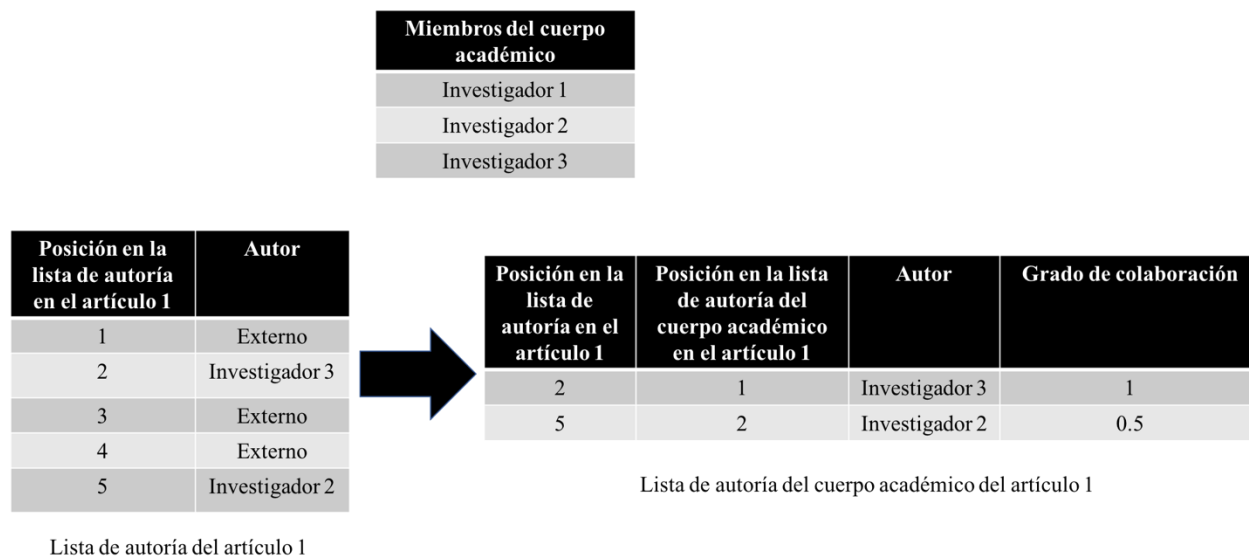 Miembros del cuerpo
académico
Investigador 1
Investigador 2
Investigador 3
Posición en la
lista de autoría
en el artículo 1
Autor
1 Externo
2 Investigador 3
3 Externo
4 Externo
5 Investigador 2
Lista de autoría del artículo 1
Posición en la
lista de
autoría en el
artículo 1
Posición en la lista
de autoría del
cuerpo académico
en el artículo 1
Autor
Grado de colaboración
2 1 Investigador 3 1
5 2 Investigador 2 0.5
Lista de autoría del cuerpo académico del artículo 1